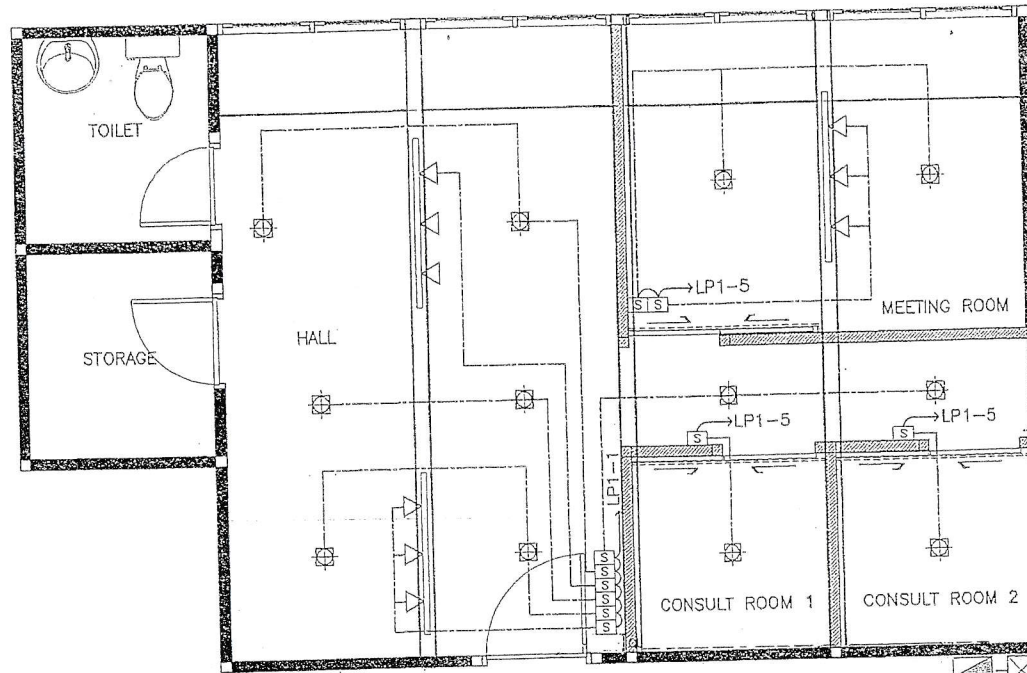 TOILET
LP1-5
S S
MEETING ROOM
HALL
STORAGE
LP1-5
S
LP1-5
S
LP1-1
S
S
S
S
S
S
CONSULT ROOM 1
CONSULT ROOM 2